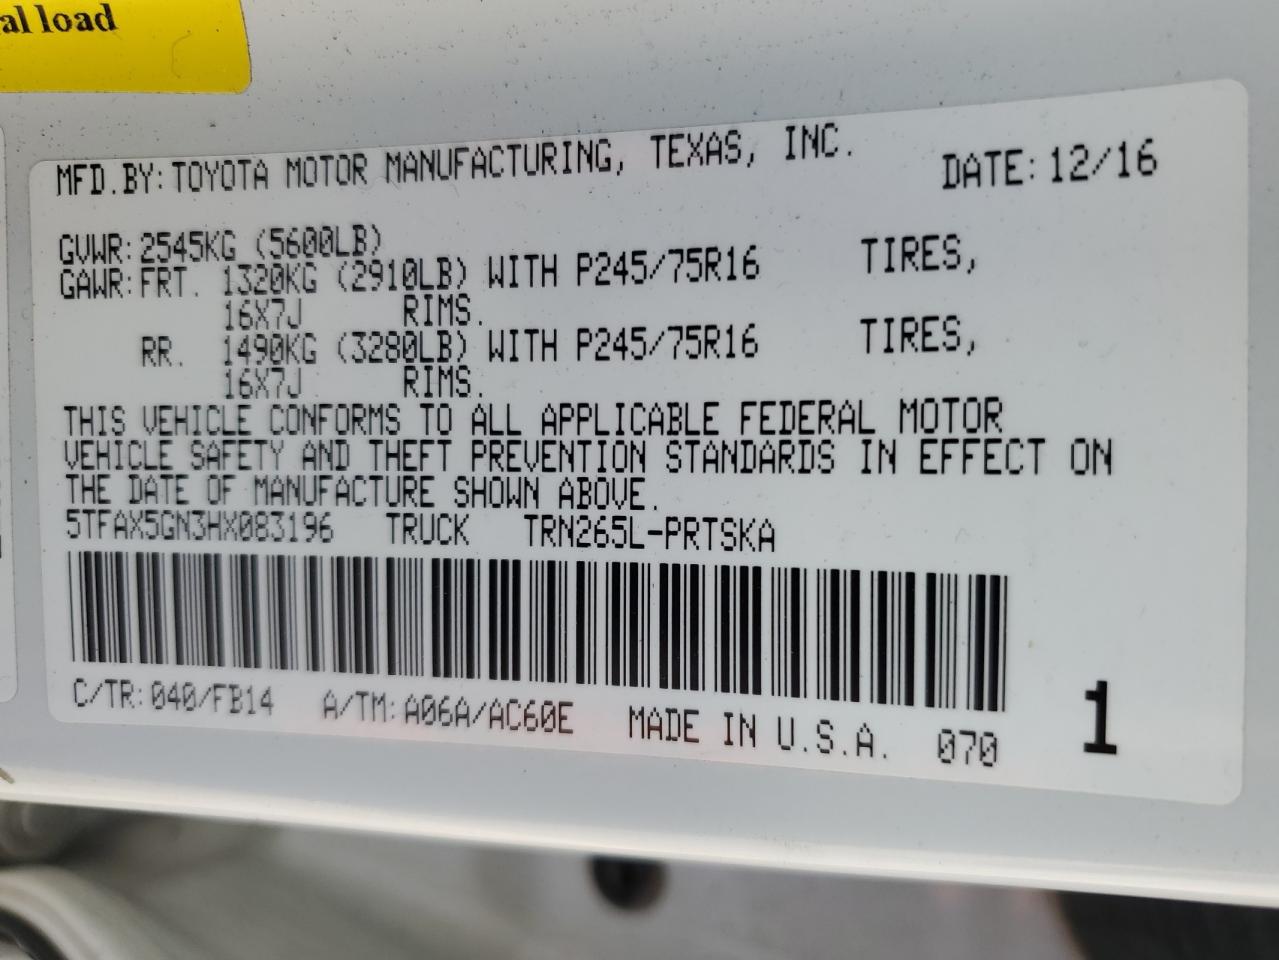 al load
MFD.BY: TOYOTA MOTOR MANUFACTURING, TEXAS, INC. DATE: 12/16
GVWR: 2545KG (5600LB)
GAWR: FRT. 1320KG (2910LB) WITH P245/75R16 TIRES,
16X7J RIMS.
RR. 1490KG (3280LB) WITH P245/75R16 TIRES,
16X7J RIMS.
THIS VEHICLE CONFORMS TO ALL APPLICABLE FEDERAL MOTOR
VEHICLE SAFETY AND THEFT PREVENTION STANDARDS IN EFFECT ON
THE DATE OF MANUFACTURE SHOWN ABOVE.
5TFAX5GN3HX083196 TRUCK TRN265L-PRTSKA
C/TR: 040/FB14 A/TM: A06A/AC60E MADE IN U.S.A. 070 1